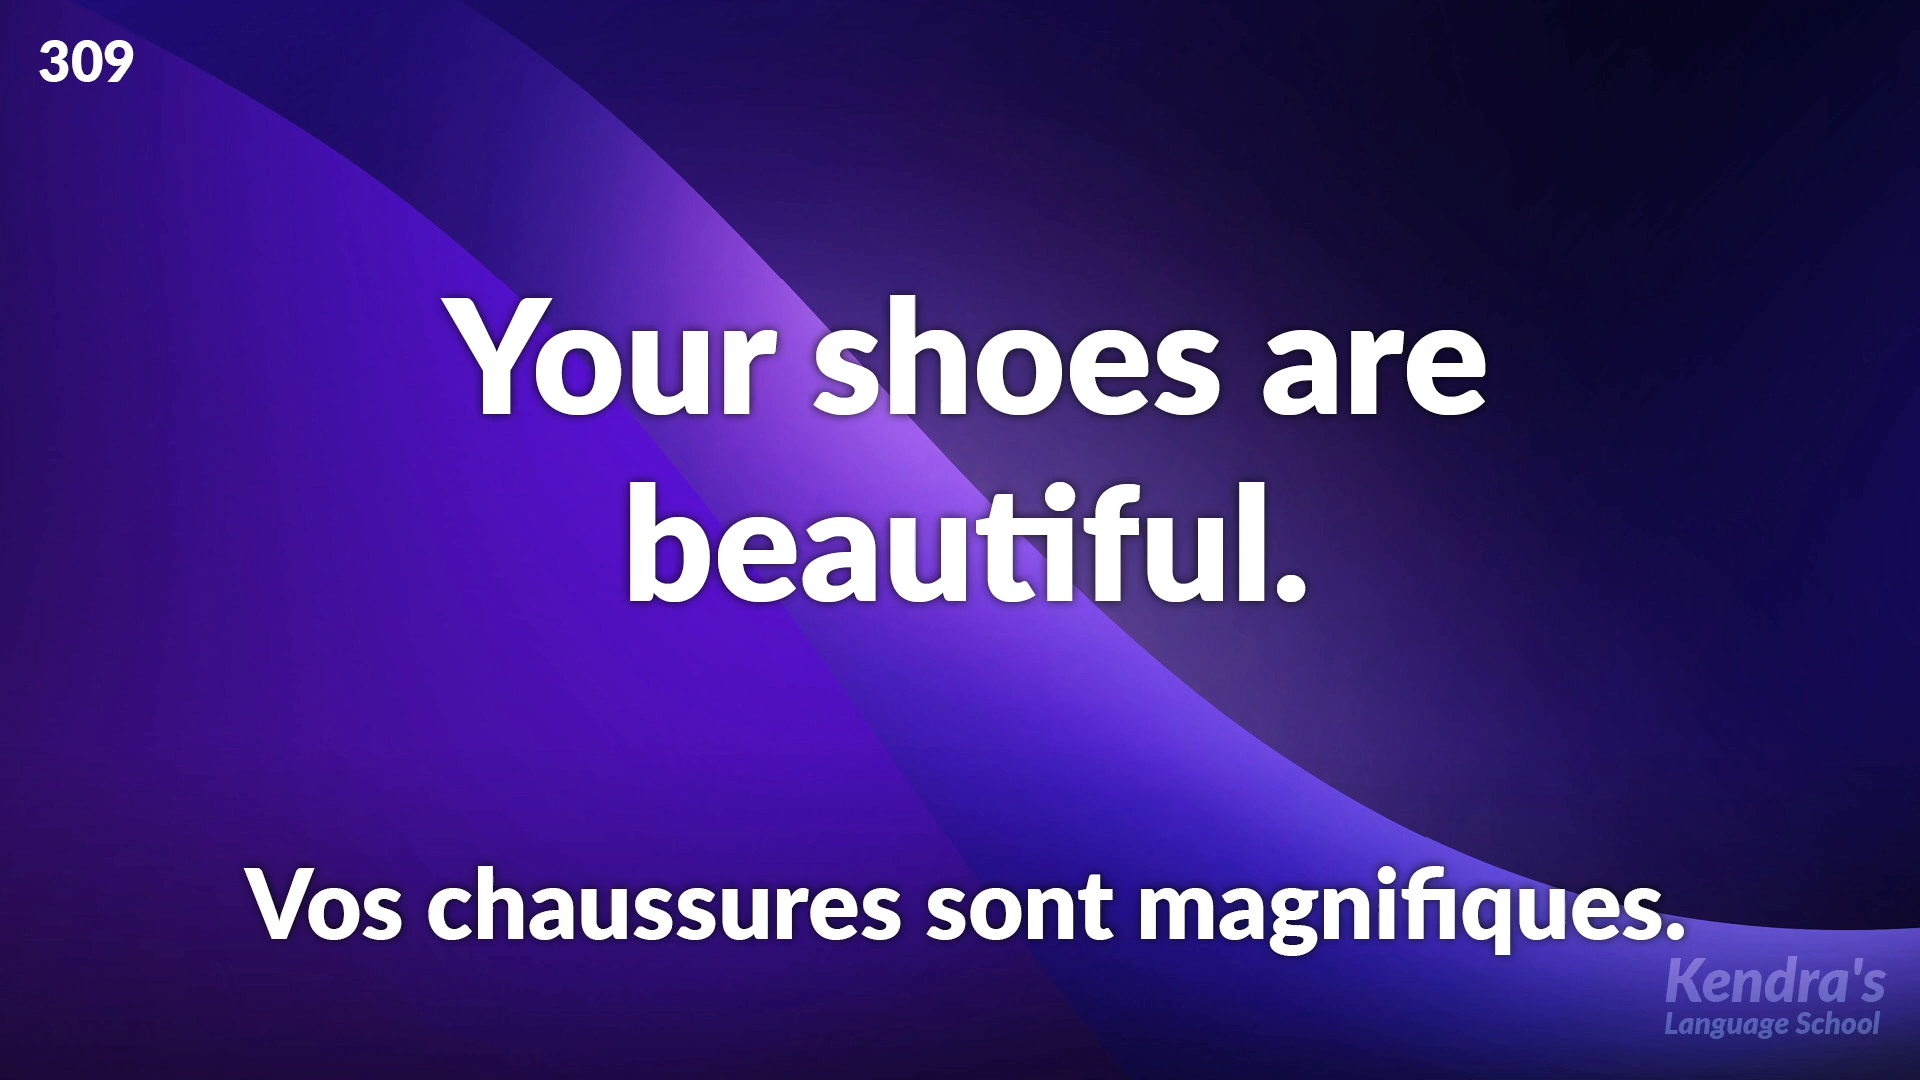 309
Your shoes are
beautiful.
Vos chaussures sont magnifiques.
Kendra's
Language School